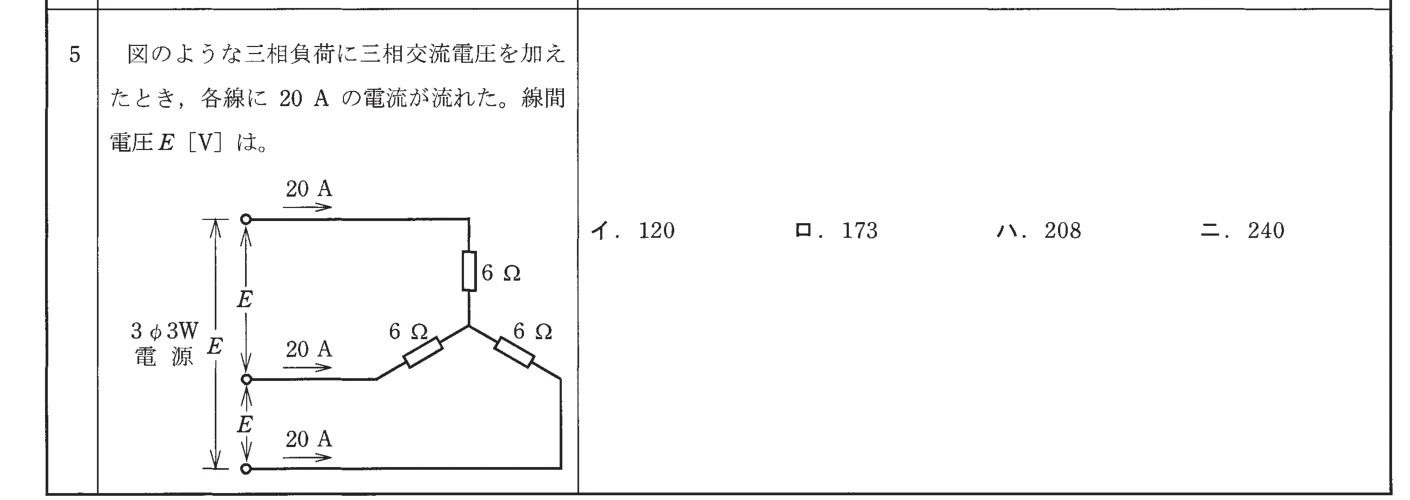 5 図のような三相負荷に三相交流電圧を加え
たとき，各線に 20 A の電流が流れた。線間
電圧 E ［V］は。
20 A
6 Ω
E
6 Ω 6 Ω
3 φ 3W
電 源
E
20 A
E
20 A
イ．120 ロ．173 ハ．208 ニ．240